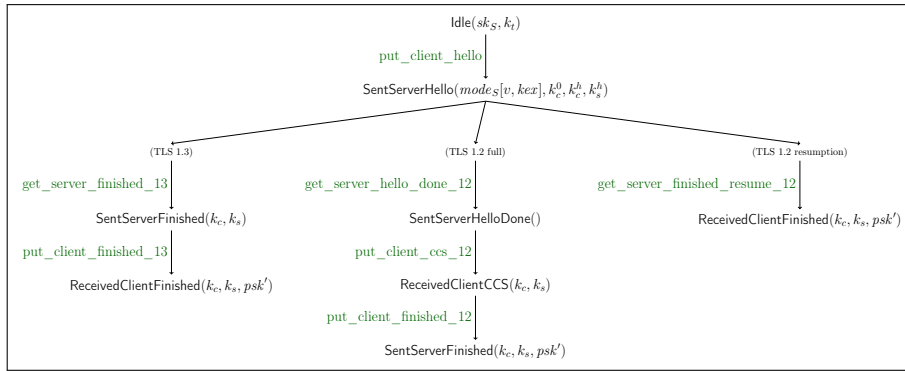 Idle(sk_S, k_t)
put_client_hello
SentServerHello(mode_S[v, kex], k_c^0, k_c^h, k_s^h)
(TLS 1.3) (TLS 1.2 full) (TLS 1.2 resumption)
get_server_finished_13 get_server_hello_done_12 get_server_finished_resume_12
SentServerFinished(k_c, k_s) SentServerHelloDone() ReceivedClientFinished(k_c, k_s, psk′)
put_client_finished_13 put_client_ccs_12
ReceivedClientFinished(k_c, k_s, psk′) ReceivedClientCCS(k_c, k_s)
put_client_finished_12
SentServerFinished(k_c, k_s, psk′)